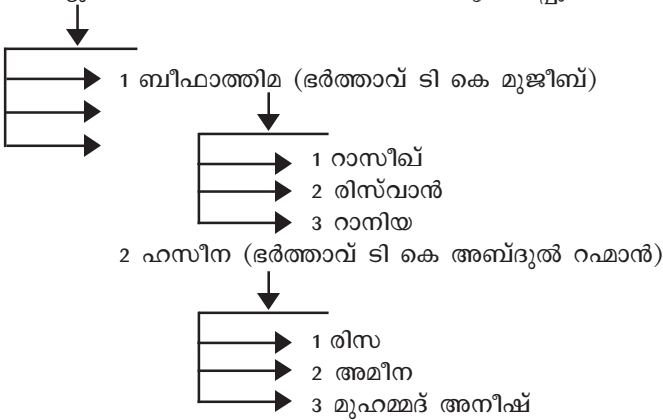 1 ബീഫാത്തിമ (ഭർത്താവ് ടി കെ മുജീബ്)
1 റാസീഖ്
2 രിസ്‌വാൻ
3 റാനിയ
2 ഹസീന (ഭർത്താവ് ടി കെ അബ്ദുൽ റഹ്മാൻ)
1 രിസ
2 അമീന
3 മുഹമ്മദ് അനീഷ്